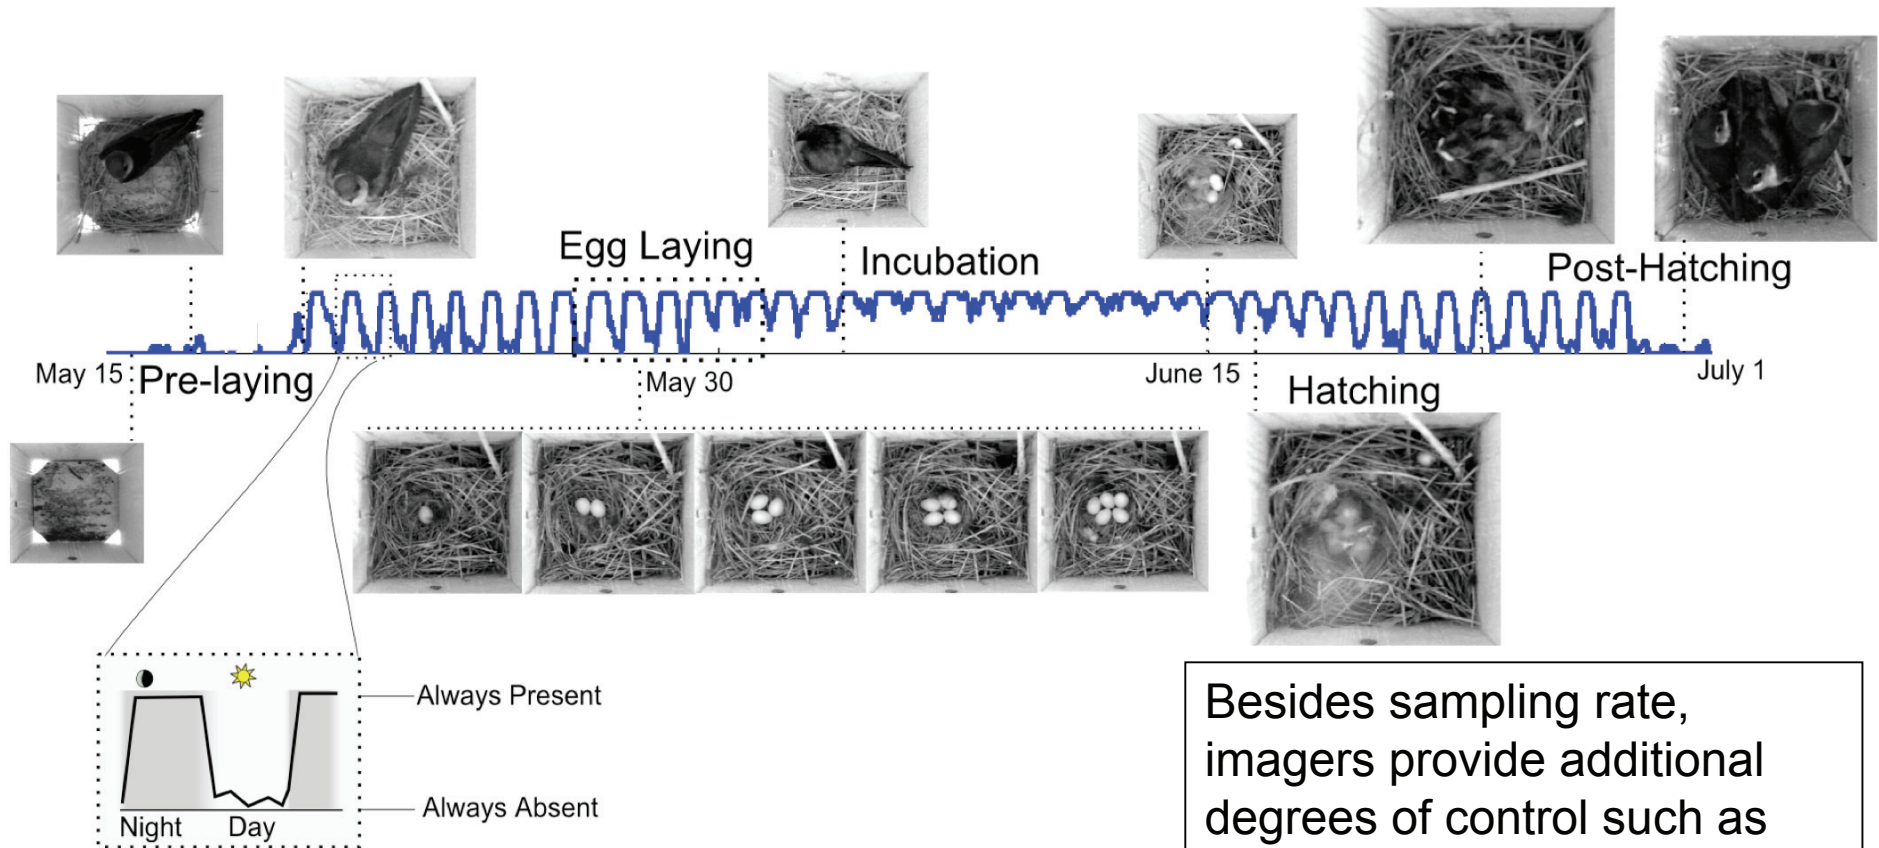 Egg Laying
Incubation
Post-Hatching
May 15
Pre-laying
May 30
June 15
July 1
Hatching
Always Present
Always Absent
Night Day
Besides sampling rate,
imagers provide additional
degrees of control such as